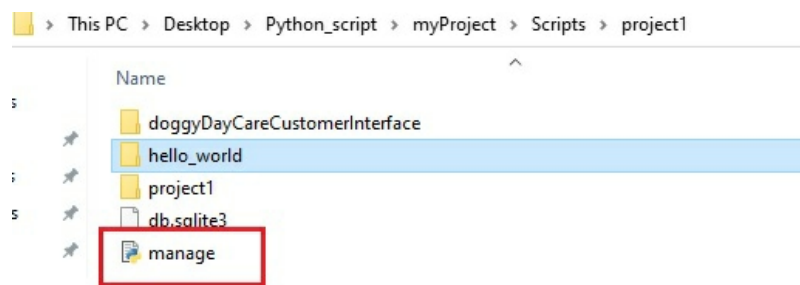 This PC > Desktop > Python_script > myProject > Scripts > project1
Name
s
doggyDayCareCustomerInterface
hello_world
s
project1
s
db.sqlite3
manage